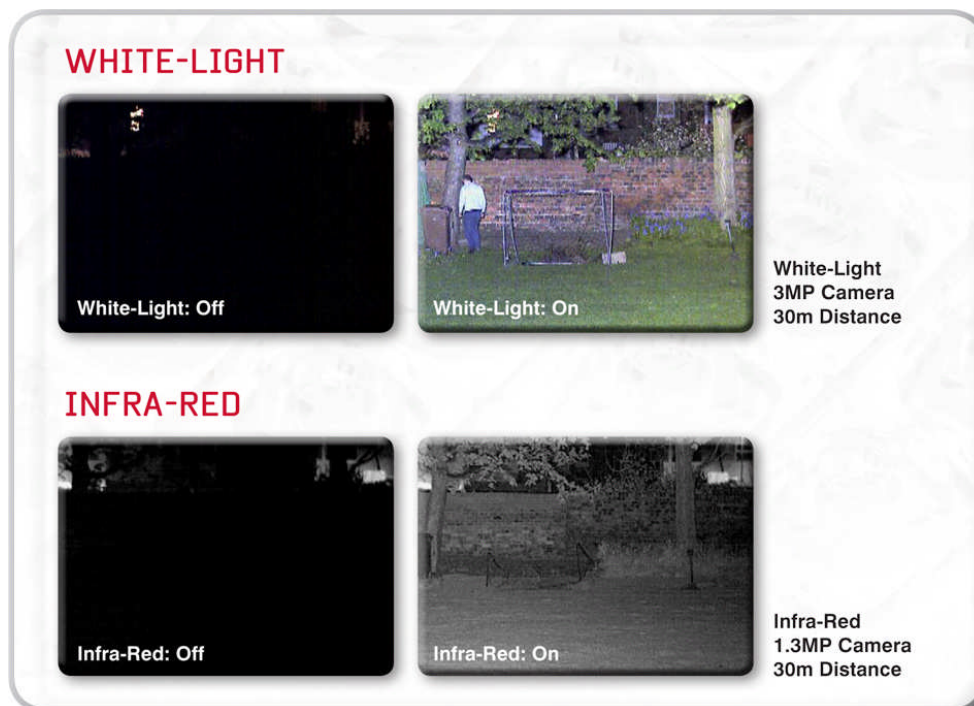 WHITE-LIGHT
White-Light: Off
White-Light: On
White-Light
3MP Camera
30m Distance
INFRA-RED
Infra-Red: Off
Infra-Red: On
Infra-Red
1.3MP Camera
30m Distance